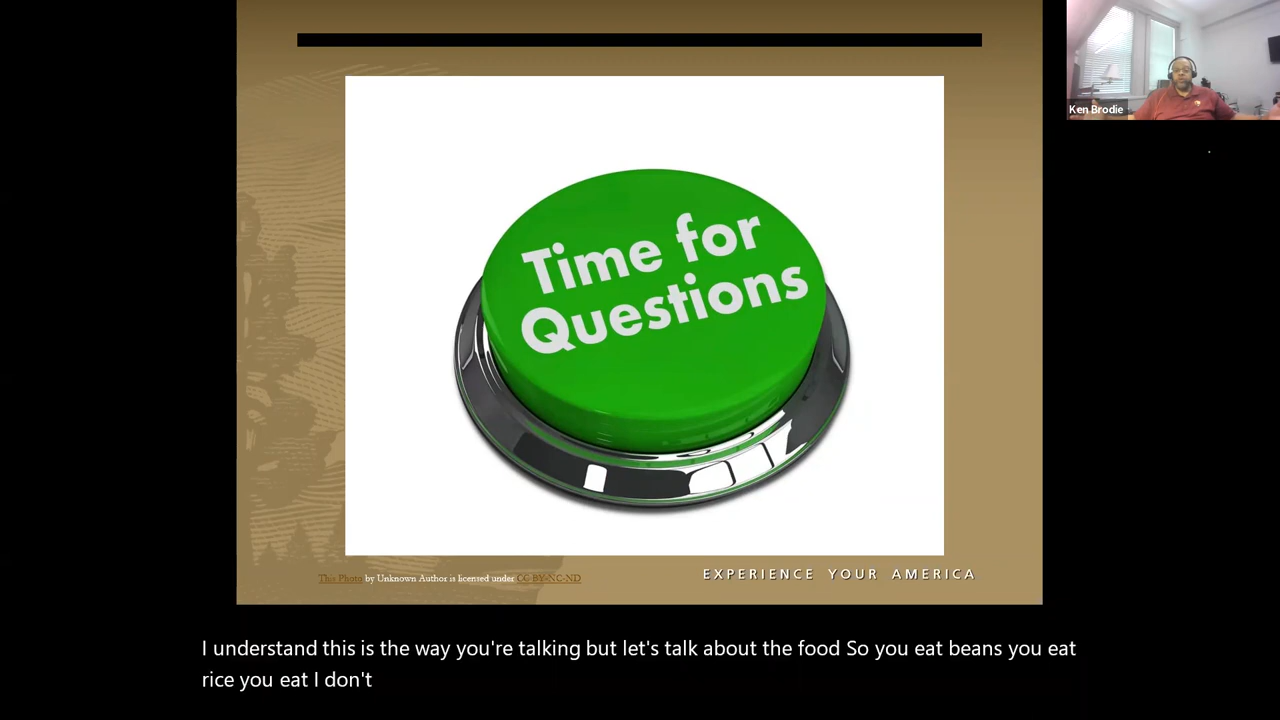 Ken Brodie
Time for
Questions
This Photo by Unknown Author is licensed under CC BY-NC-ND
EXPERIENCE YOUR AMERICA
I understand this is the way you're talking but let's talk about the food So you eat beans you eat
rice you eat I don't